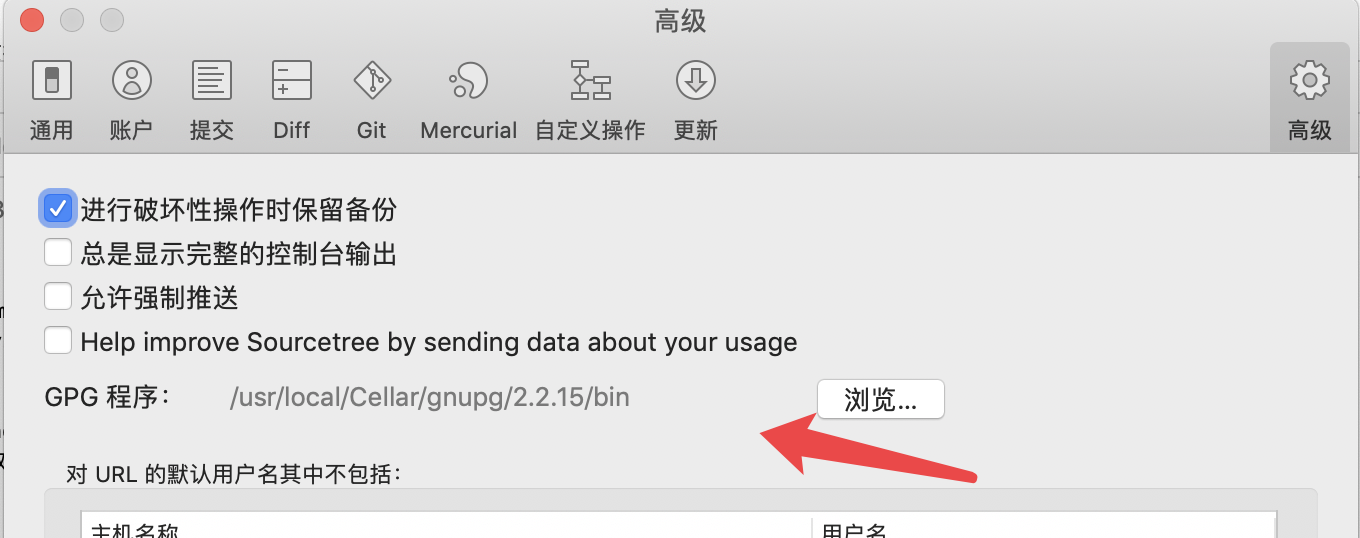 高级
通用 账户 提交 Diff Git Mercurial 自定义操作 更新 高级
进行破坏性操作时保留备份
总是显示完整的控制台输出
允许强制推送
Help improve Sourcetree by sending data about your usage
GPG 程序： /usr/local/Cellar/gnupg/2.2.15/bin 浏览...
对 URL 的默认用户名其中不包括：
主机名称 用户名